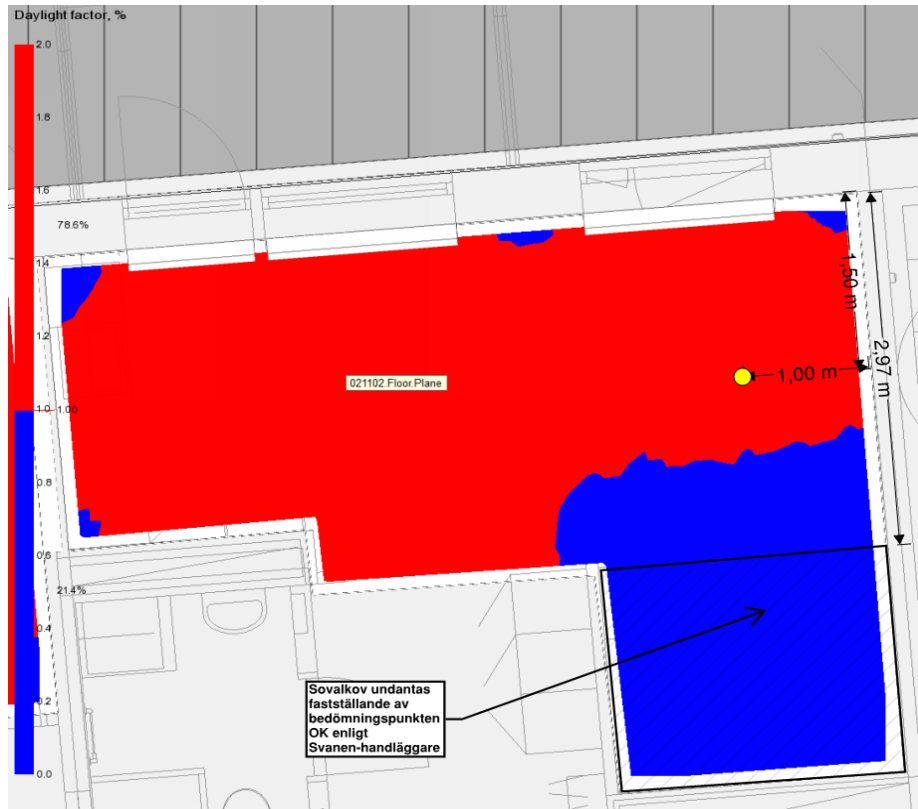 Daylight factor, %
2.0
1.8
1.6
78.6%
1.4
1.2
1.0
1.00
0.8
0.6
21.4%
0.4
0.2
0.0
021102.Floor.Plane
1,50 m
2,97 m
1,00 m
Sovalkov undantas
fastställande av
bedömningspunkten
OK enligt
Svanen-handläggare